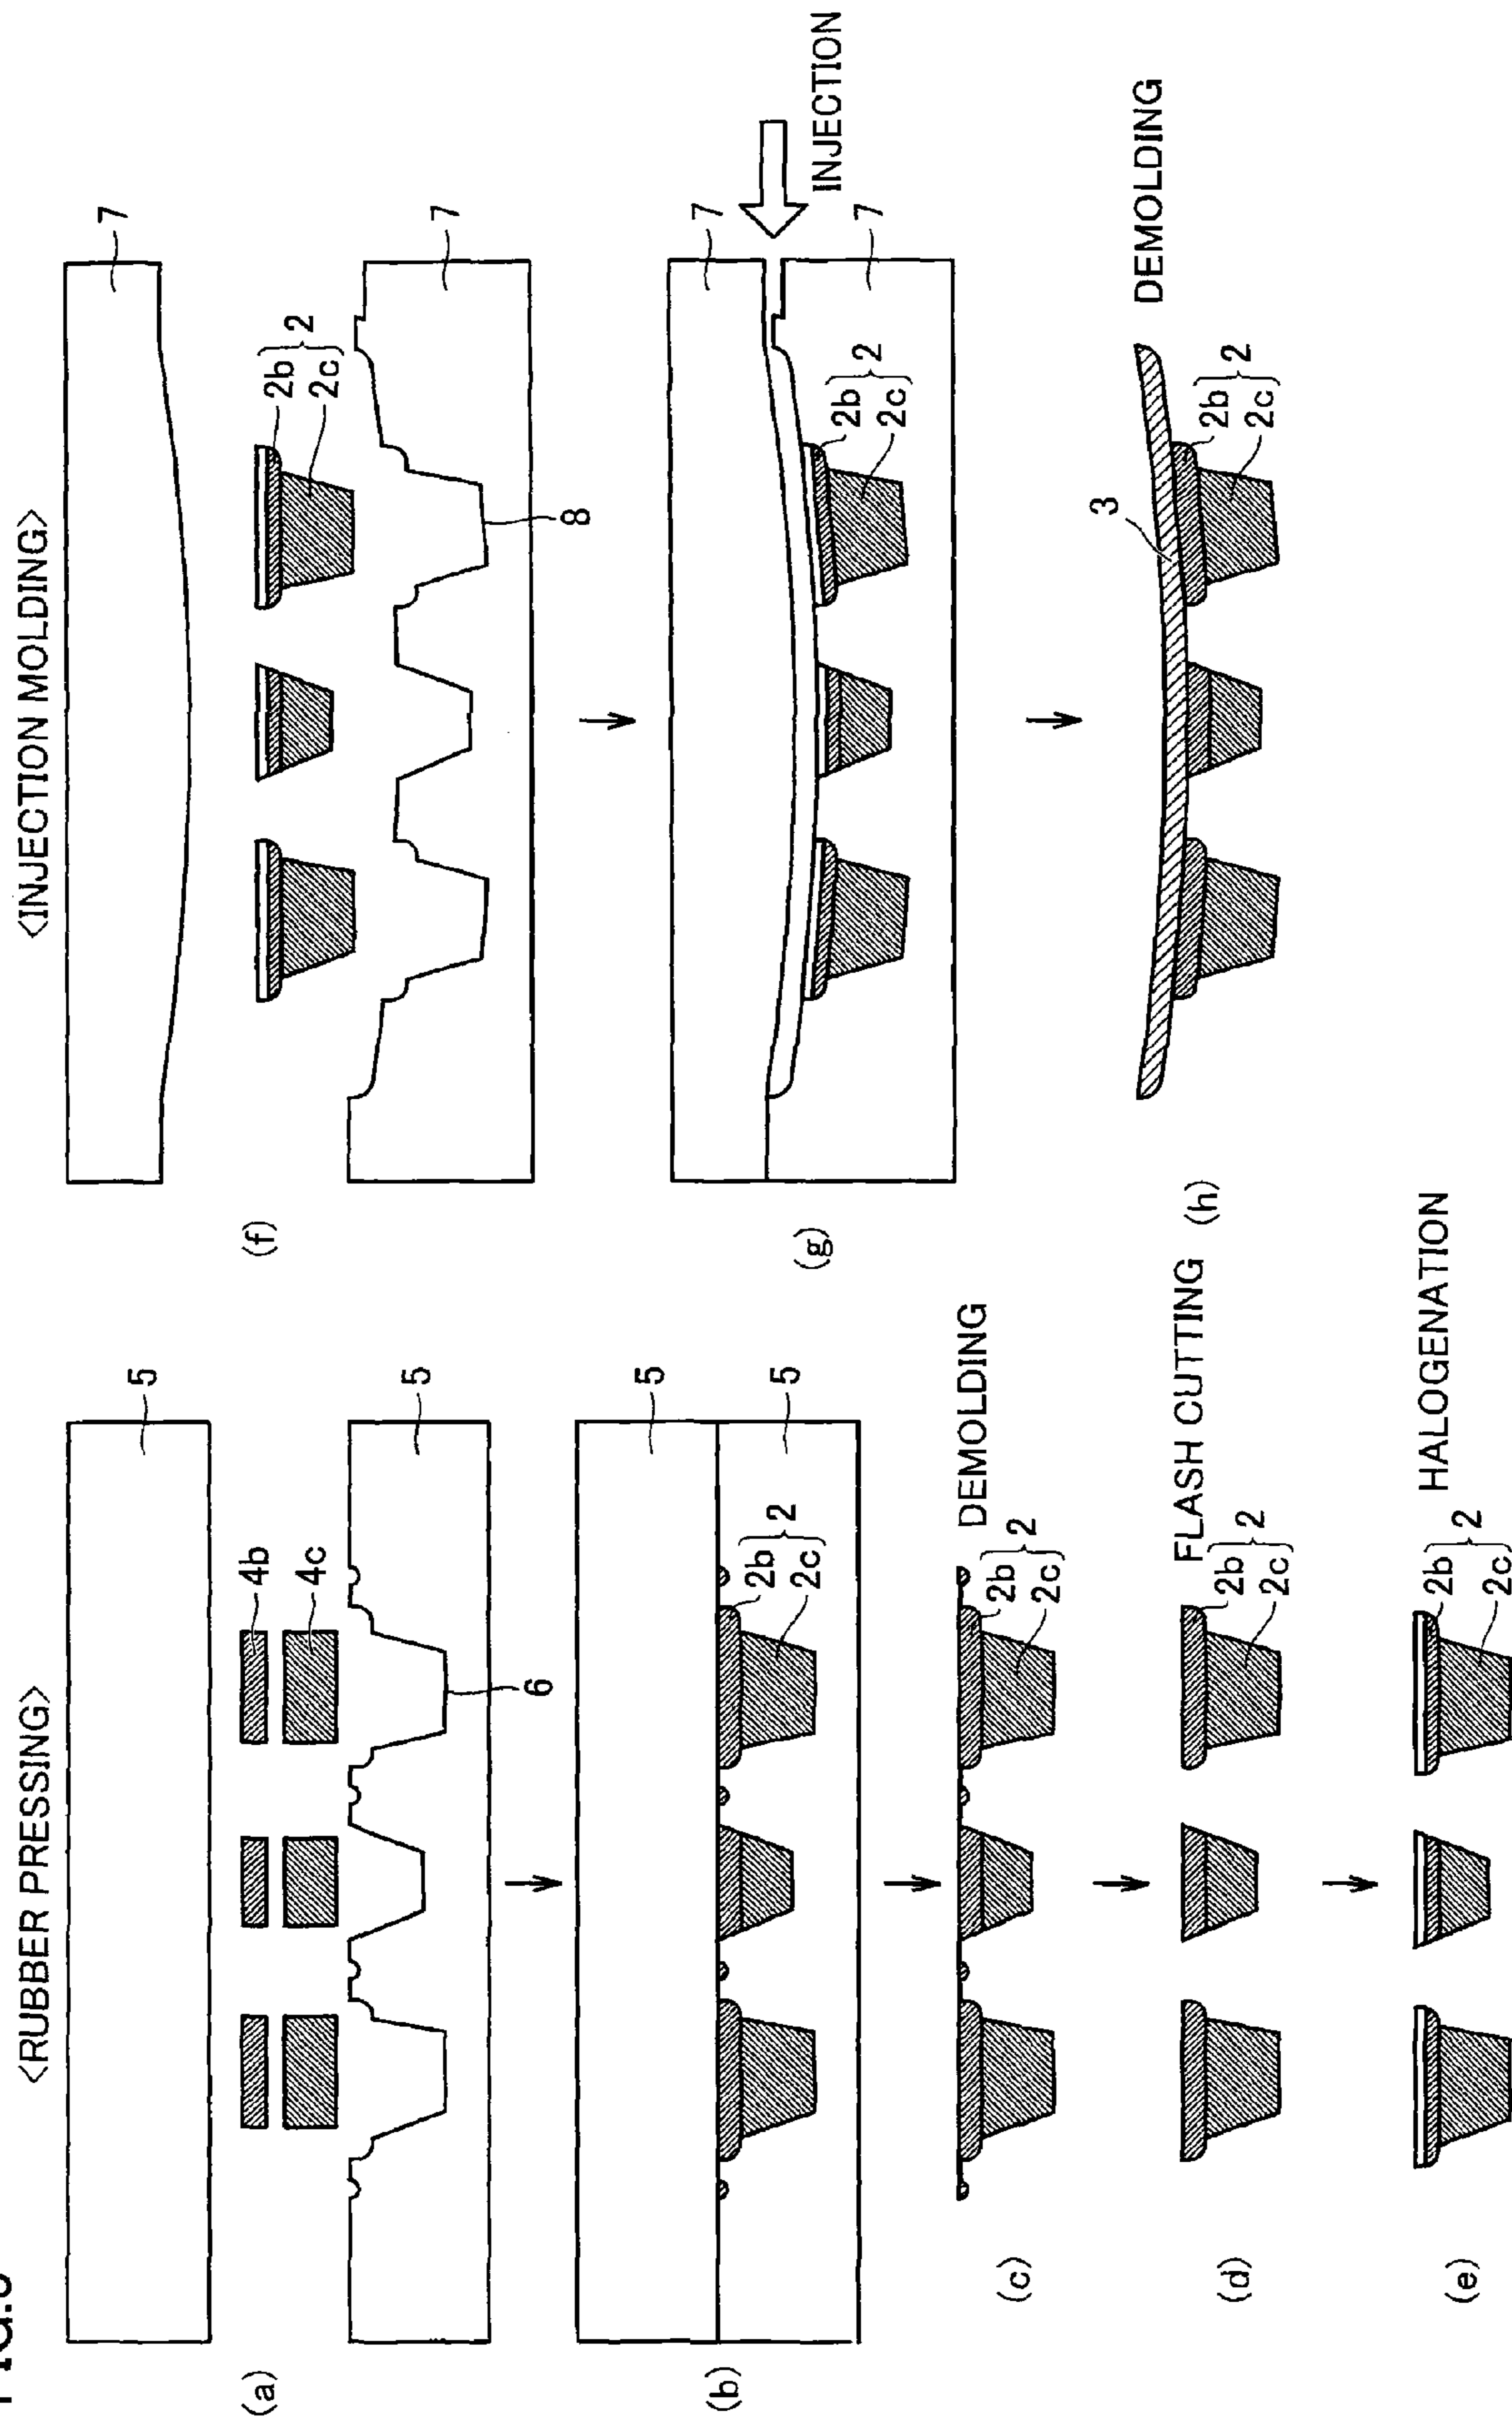 <RUBBER PRESSING>
5
(a)
4b
4c
5
6
5
(b)
5
2b
2c
2
DEMOLDING
(c)
2b
2c
2
FLASH CUTTING
(d)
2b
2c
2
HALOGENATION
(e)
2b
2c
2
<INJECTION MOLDING>
7
(f)
2b
2c
2
7
8
7
INJECTION
(g)
2b
2c
2
7
DEMOLDING
(h)
3
2b
2c
2